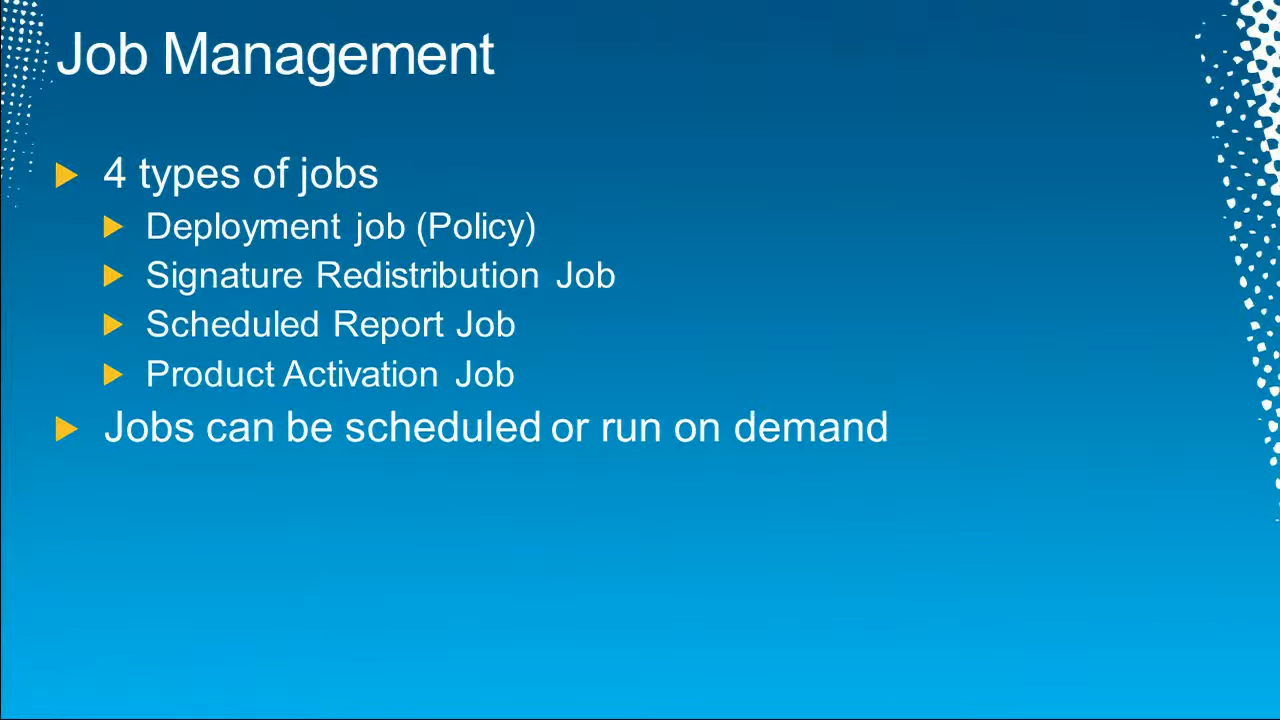 Job Management
4 types of jobs
Deployment job (Policy)
Signature Redistribution Job
Scheduled Report Job
Product Activation Job
Jobs can be scheduled or run on demand